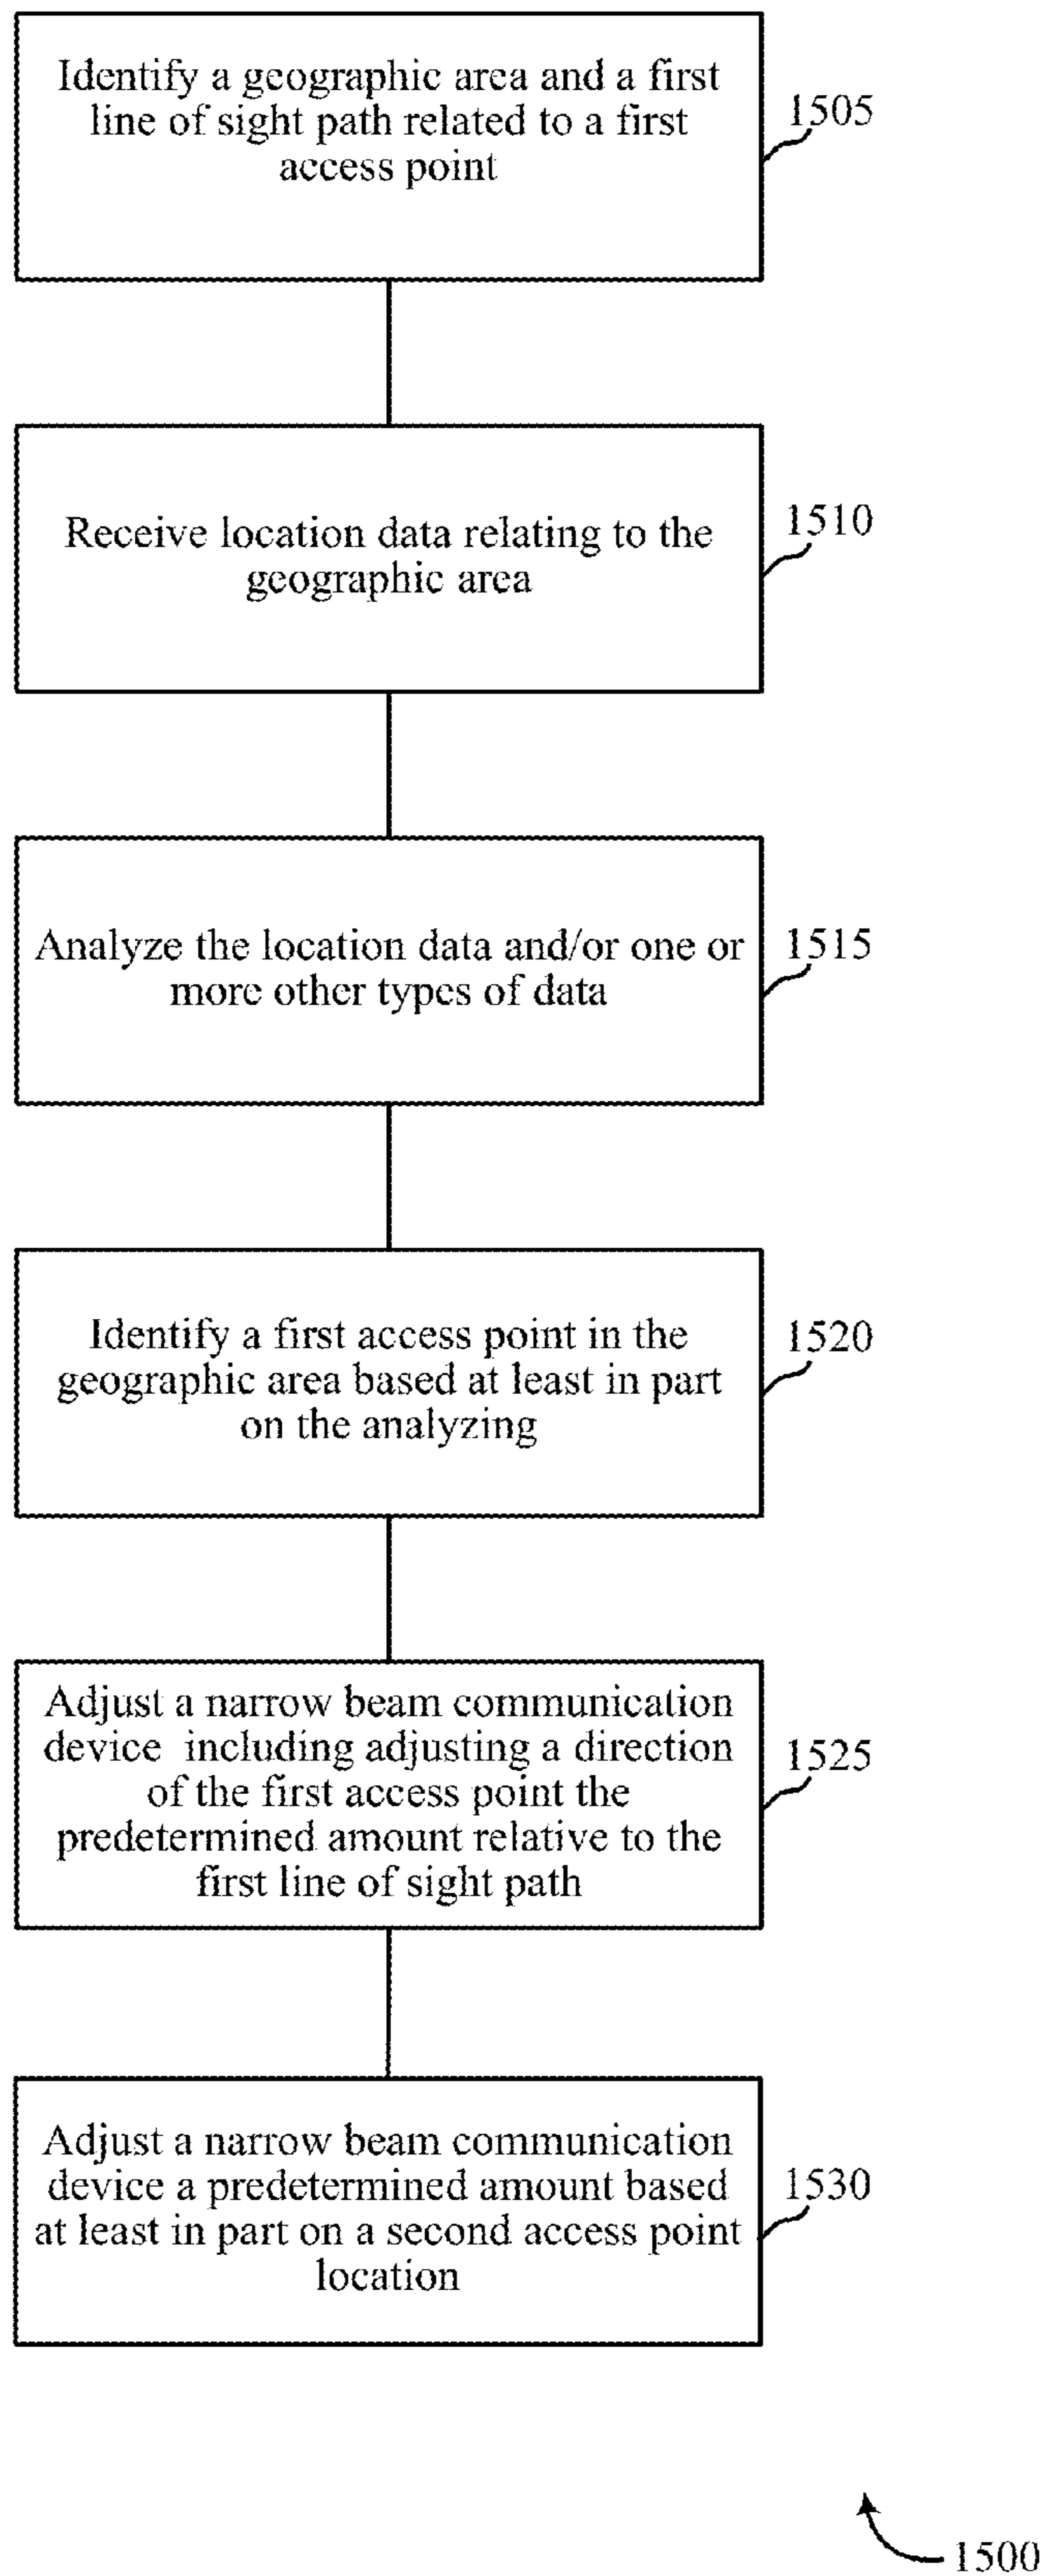 Identify a geographic area and a first
line of sight path related to a first
access point
1505
Receive location data relating to the
geographic area
1510
Analyze the location data and/or one or
more other types of data
1515
Identify a first access point in the
geographic area based at least in part
on the analyzing
1520
Adjust a narrow beam communication
device including adjusting a direction
of the first access point the
predetermined amount relative to the
first line of sight path
1525
Adjust a narrow beam communication
device a predetermined amount based
at least in part on a second access point
location
1530
1500